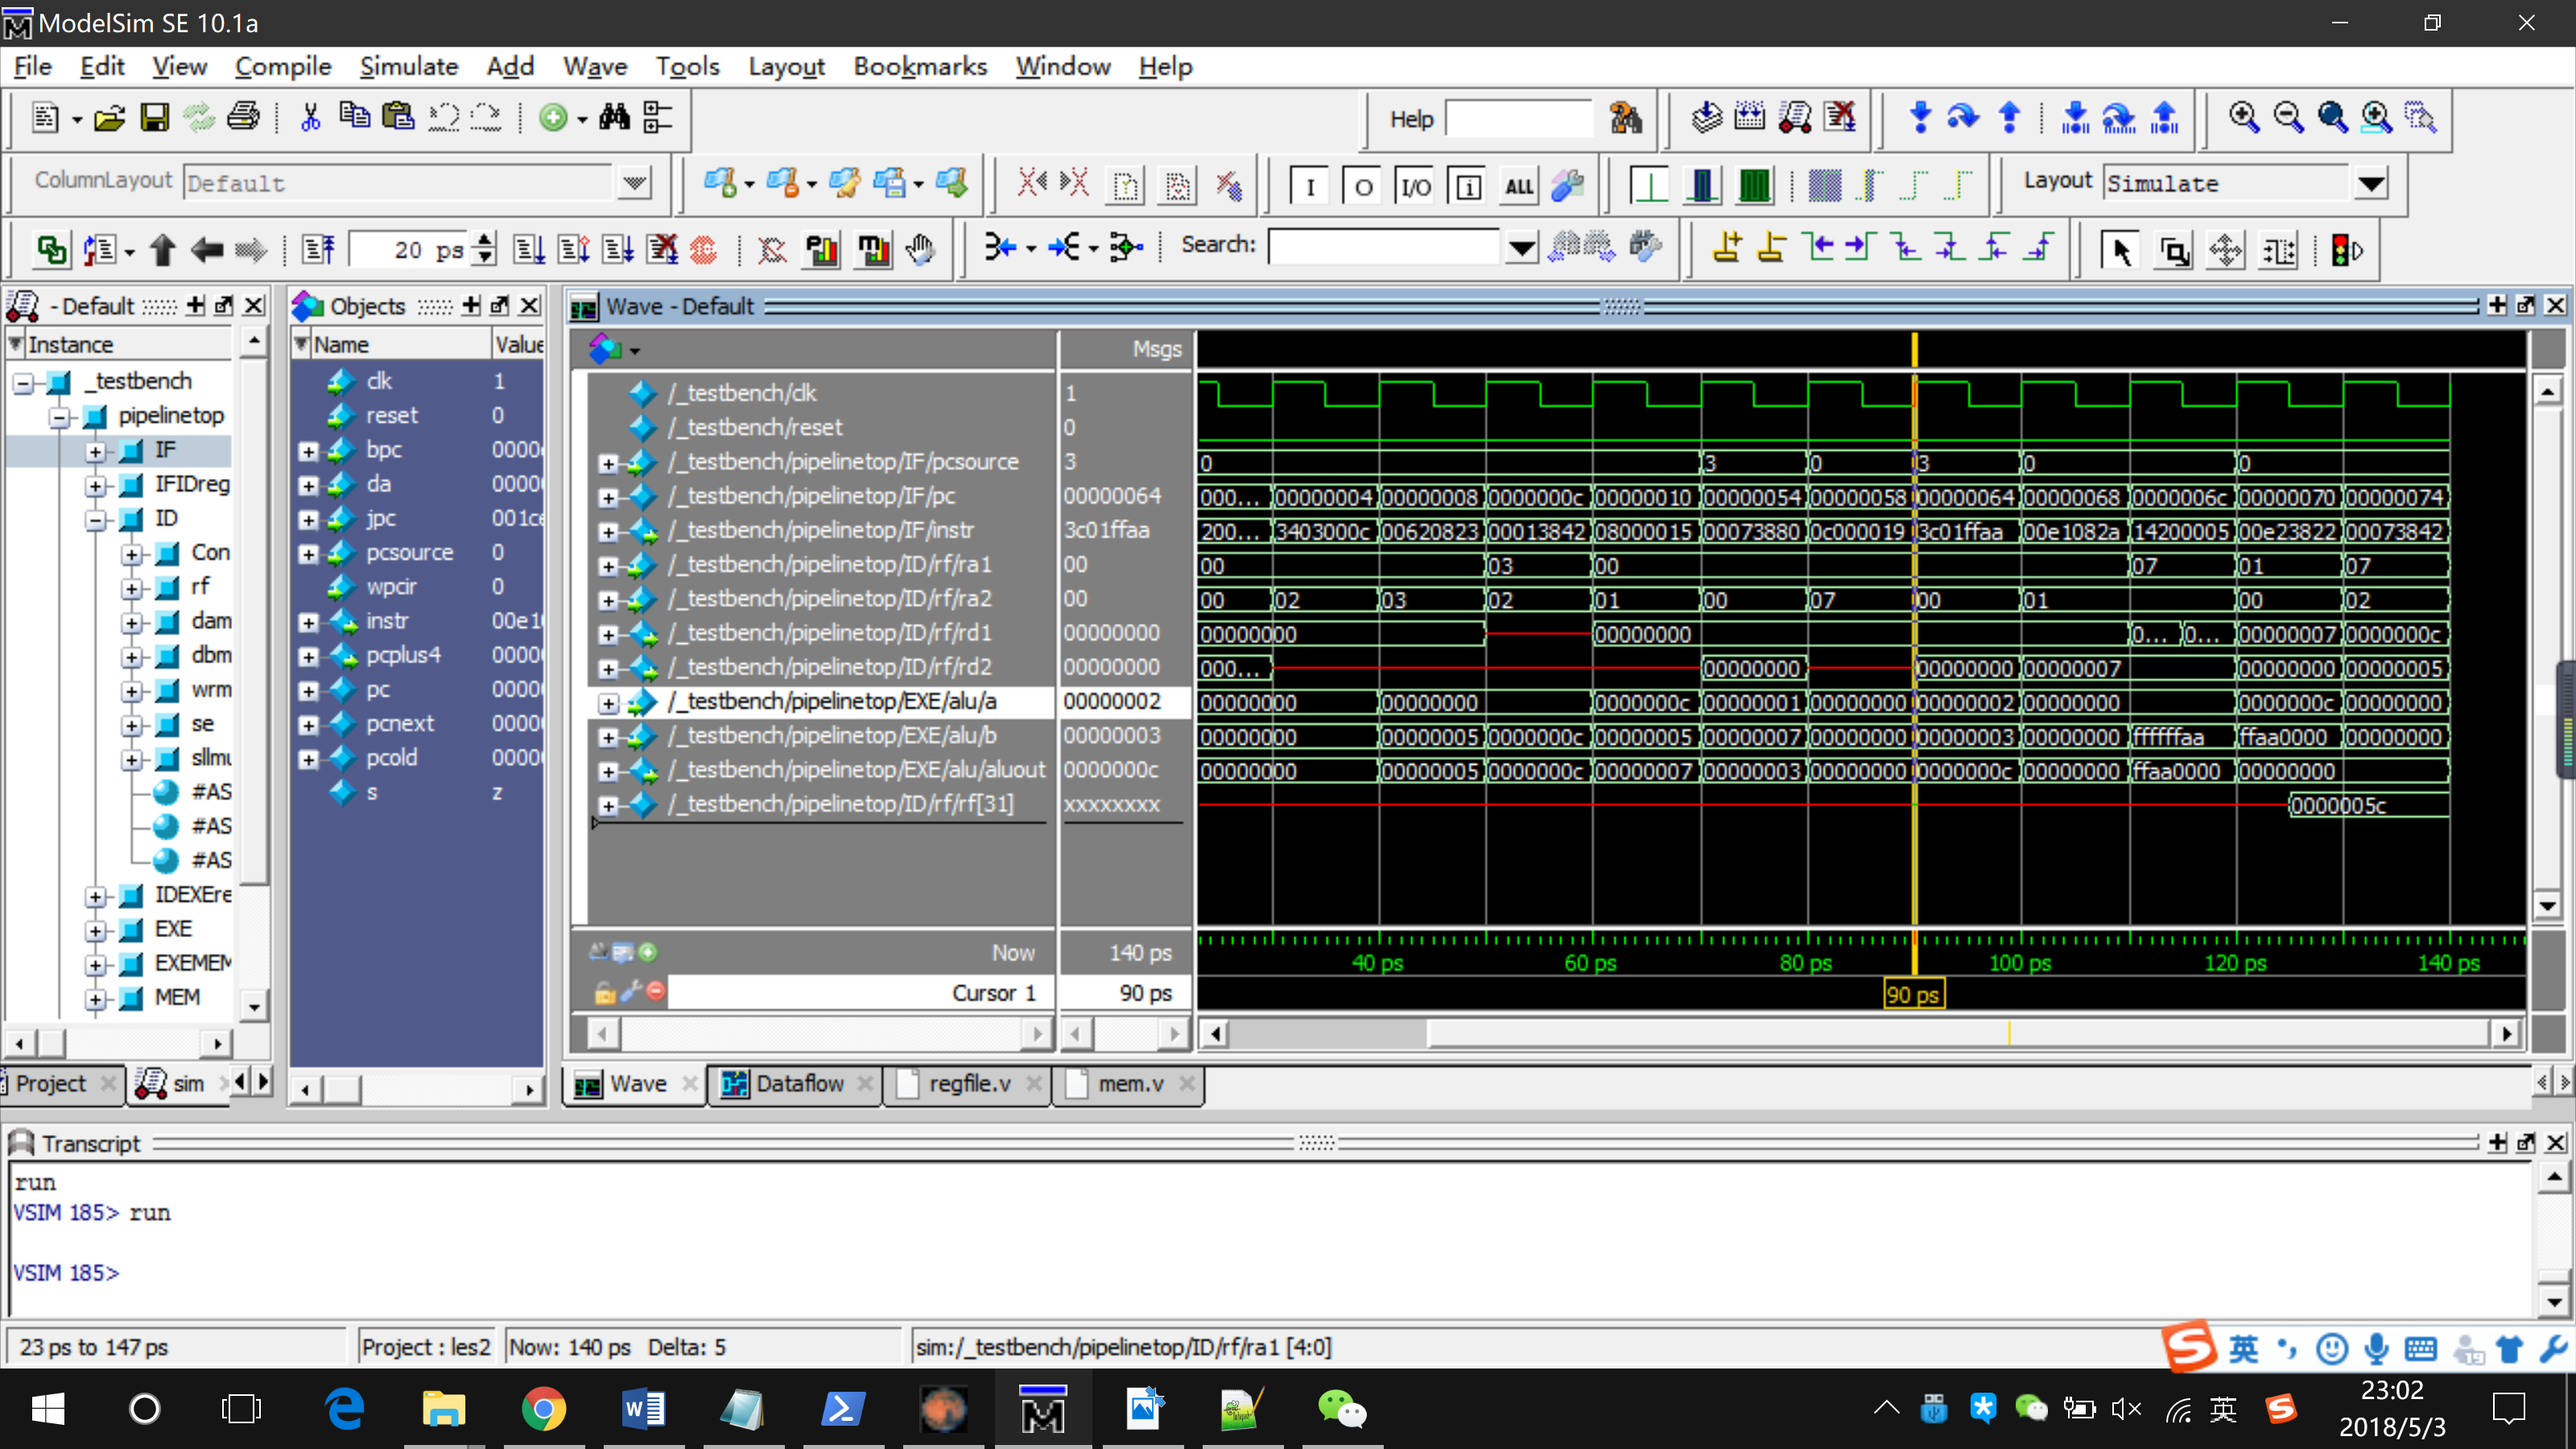 ModelSim SE 10.1a
File Edit View Compile Simulate Add Wave Tools Layout Bookmarks Window Help
Help
ColumnLayout Default
I O I/O i ALL
Layout Simulate
20 ps
Search:
- Default
Instance
_testbench
pipelinetop
IF
IFIDreg
ID
Con
rf
dam
dbm
wrm
se
sllmu
#AS
#AS
#AS
IDEXEre
EXE
EXEMEM
MEM
Project
sim
Objects
Name Value
clk 1
reset 0
bpc 0000
da 0000
jpc 001ce
pcsource 0
wpcir 0
instr 00e1
pcplus4 0000
pc 0000
pcnext 0000
pcold 0000
s z
Wave - Default
Msgs
/_testbench/clk 1
/_testbench/reset 0
/_testbench/pipelinetop/IF/pcsource 3 0 3 0 3 0 0
/_testbench/pipelinetop/IF/pc 00000064 000... 00000004 00000008 0000000c 00000010 00000054 00000058 00000064 00000068 0000006c 00000070 00000074
/_testbench/pipelinetop/IF/instr 3c01ffaa 200... 3403000c 00620823 00013842 08000015 00073880 0c000019 3c01ffaa 00e1082a 14200005 00e23822 00073842
/_testbench/pipelinetop/ID/rf/ra1 00 00 03 00 07 01 07
/_testbench/pipelinetop/ID/rf/ra2 00 00 02 03 02 01 00 07 00 01 00 02
/_testbench/pipelinetop/ID/rf/rd1 00000000 00000000 00000000 0... 0... 00000007 0000000c
/_testbench/pipelinetop/ID/rf/rd2 00000000 000... 00000000 00000000 00000007 00000000 00000005
/_testbench/pipelinetop/EXE/alu/a 00000002 00000000 00000000 0000000c 00000001 00000000 00000002 00000000 0000000c 00000000
/_testbench/pipelinetop/EXE/alu/b 00000003 00000000 00000005 0000000c 00000005 00000007 00000000 00000003 00000000 ffffffaa ffaa0000 00000000
/_testbench/pipelinetop/EXE/alu/aluout 0000000c 00000000 00000005 0000000c 00000007 00000003 00000000 0000000c 00000000 ffaa0000 00000000
/_testbench/pipelinetop/ID/rf/rf[31] xxxxxxxx 0000005c
Now 140 ps 40 ps 60 ps 80 ps 100 ps 120 ps 140 ps
Cursor 1 90 ps 90 ps
Wave Dataflow regfile.v mem.v
Transcript
run
VSIM 185> run
VSIM 185>
23 ps to 147 ps Project : les2 Now: 140 ps Delta: 5 sim:/_testbench/pipelinetop/ID/rf/ra1 [4:0]
英
英
23:02
2018/5/3